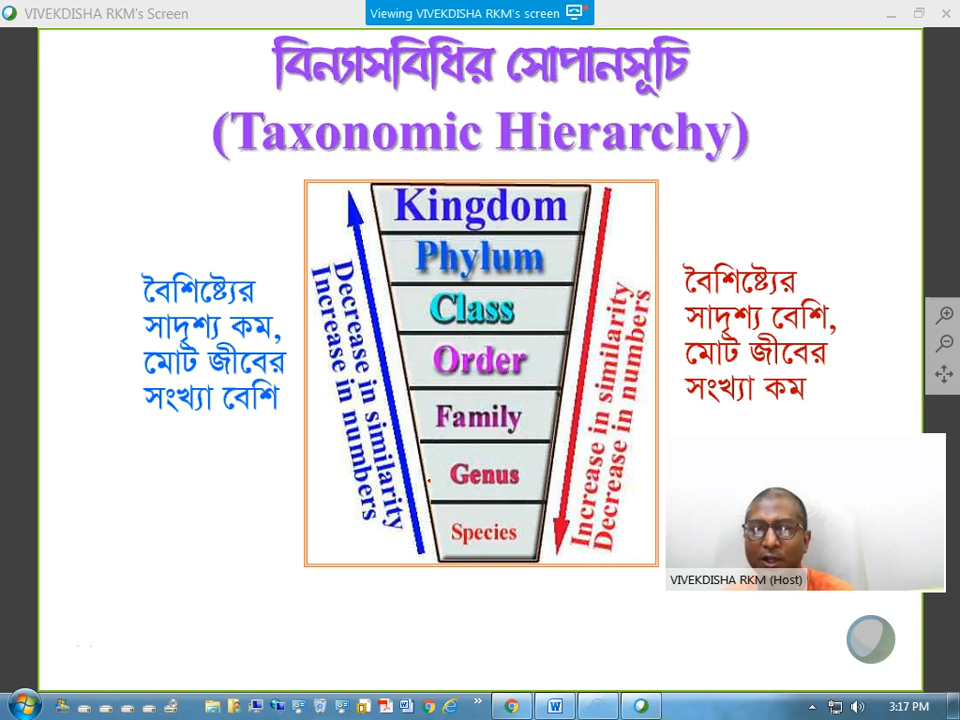 VIVEKDISHA RKM's Screen
Viewing VIVEKDISHA RKM's screen
বিন্যাসবিধির সোপানসূচি
(Taxonomic Hierarchy)
Kingdom
Phylum
Class
Order
Family
Genus
Species
Decrease in similarity
Increase in numbers
Increase in similarity
Decrease in numbers
বৈশিষ্ট্যের
সাদৃশ্য কম,
মোট জীবের
সংখ্যা বেশি
বৈশিষ্ট্যের
সাদৃশ্য বেশি,
মোট জীবের
সংখ্যা কম
VIVEKDISHA RKM (Host)
3:17 PM